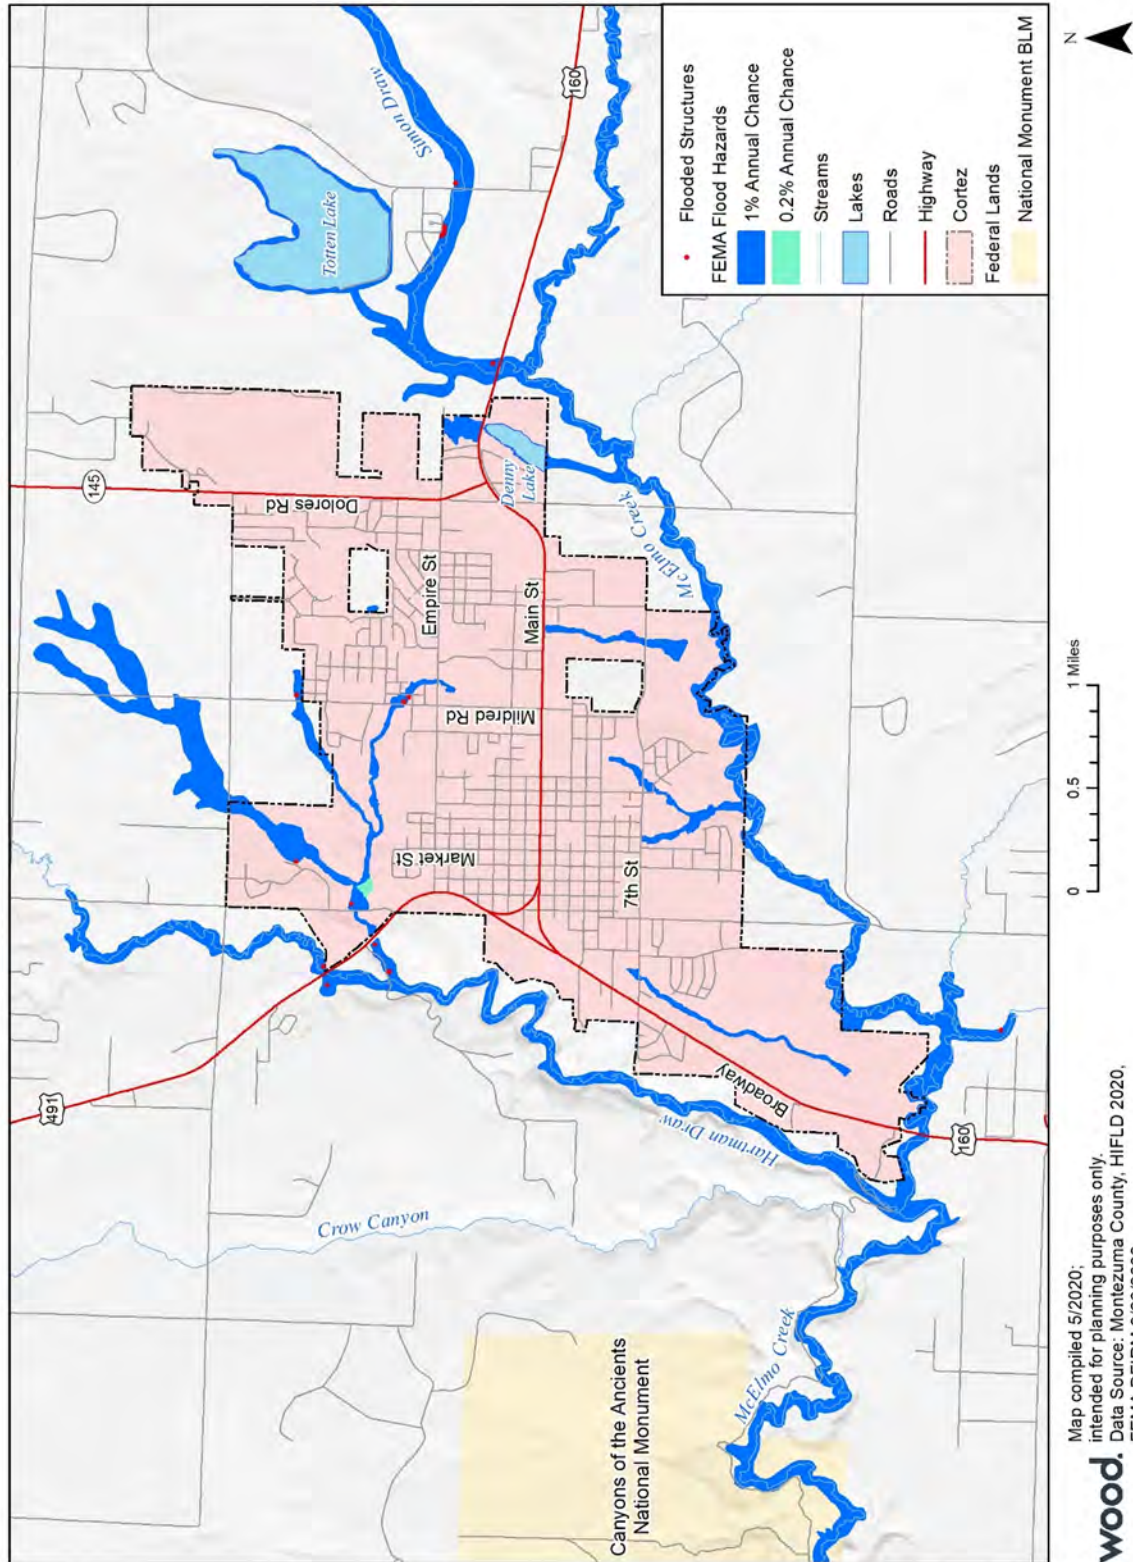 491
145
160
160
Simon Draw
Totten Lake
Dolores Rd
Empire St
Main St
Denny
Lake
McElmo Creek
Mildred Rd
Market St
7th St
Broadway
Hartman Draw
Crow Canyon
McElmo Creek
Canyons of the Ancients
National Monument
Flooded Structures
FEMA Flood Hazards
1% Annual Chance
0.2% Annual Chance
Streams
Lakes
Roads
Highway
Cortez
Federal Lands
National Monument BLM
N
0 0.5 1 Miles
wood.
Map compiled 5/2020;
intended for planning purposes only.
Data Source: Montezuma County, HIFLD 2020,